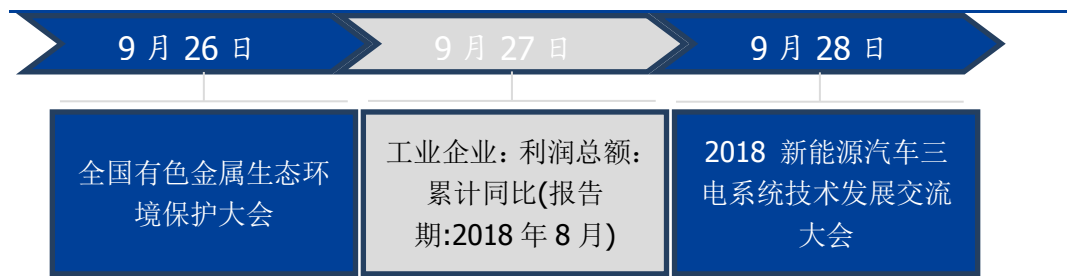 9 月 26 日
9 月 27 日
9 月 28 日
全国有色金属生态环
境保护大会
工业企业：利润总额：
累计同比(报告
期:2018 年 8 月)
2018 新能源汽车三
电系统技术发展交流
大会